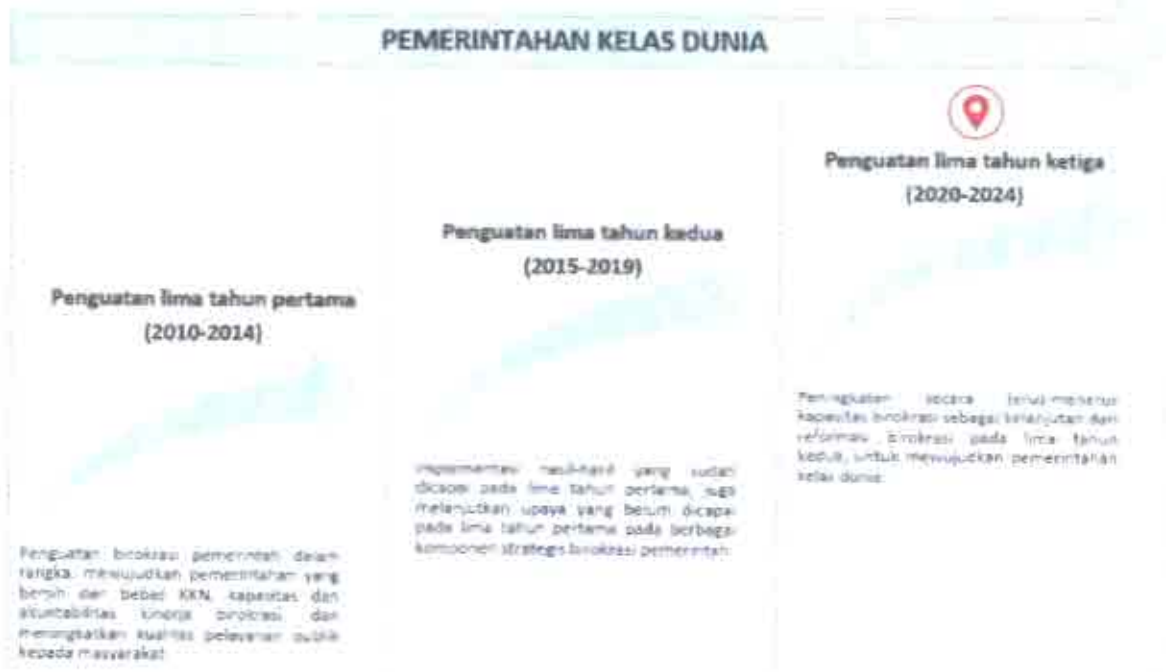 PEMERINTAHAN KELAS DUNIA
Penguatan lima tahun ketiga
(2020-2024)
Penguatan lima tahun kedua
(2015-2019)
Penguatan lima tahun pertama
(2010-2014)
Peningkatan secara terus-menerus
kapasitas birokrasi sebagai kelanjutan dari
reformasi birokrasi pada lima tahun
kedua, untuk mewujudkan pemerintahan
kelas dunia
Implementasi hasil-hasil yang sudah
dicapai pada lima tahun pertama, juga
melanjutkan upaya yang belum dicapai
pada lima tahun pertama pada berbagai
komponen strategis birokrasi pemerintah
Penguatan birokrasi pemerintah dalam
rangka mewujudkan pemerintahan yang
bersih dan bebas KKN, kapasitas dan
akuntabilitas kinerja birokrasi dan
meningkatkan kualitas pelayanan publik
kepada masyarakat